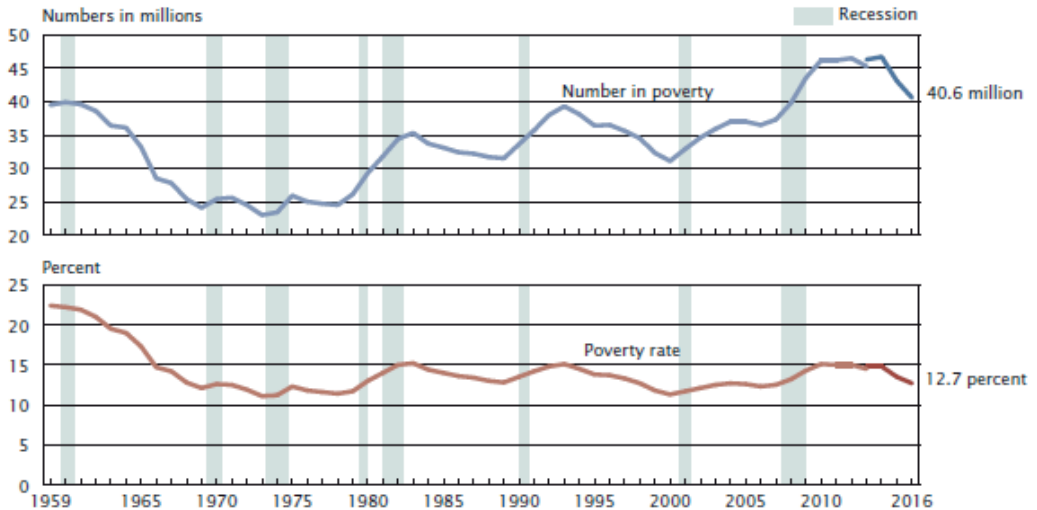 Numbers in millions
Recession
50
45
40
35
30
25
20
Number in poverty
40.6 million
Percent
25
20
15
10
5
0
Poverty rate
12.7 percent
1959 1965 1970 1975 1980 1985 1990 1995 2000 2005 2010 2016